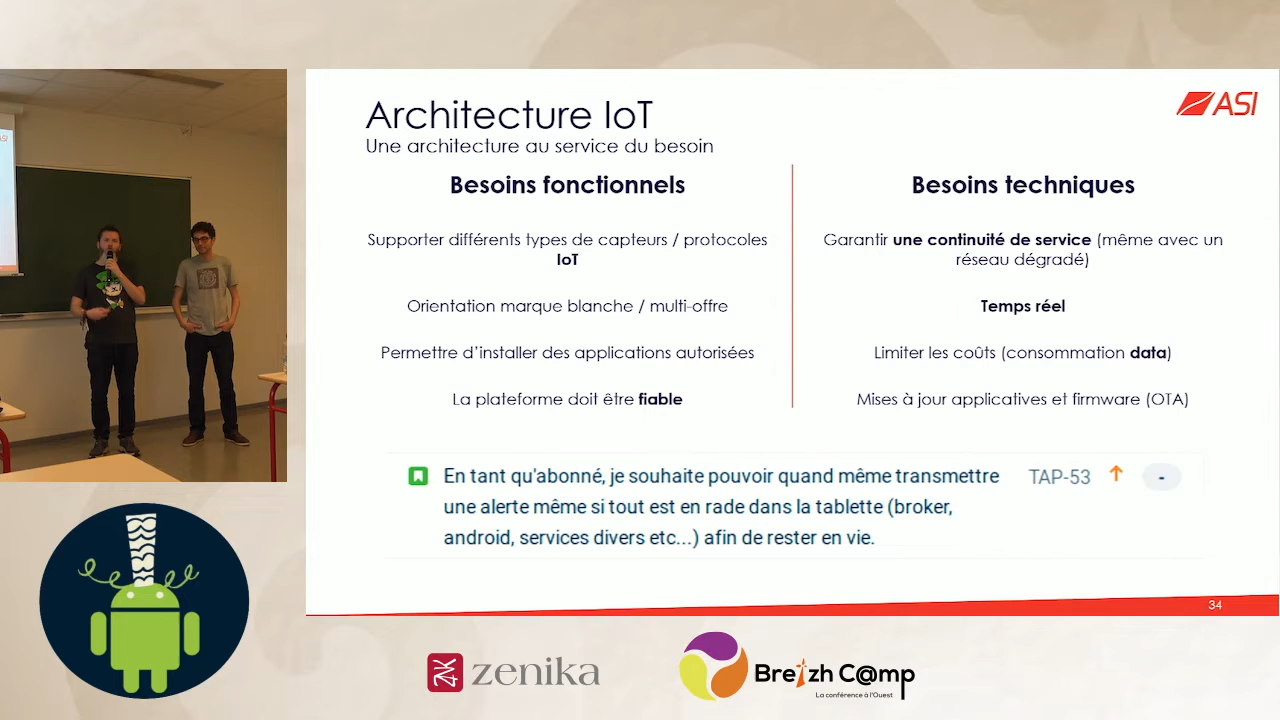 Architecture IoT
Une architecture au service du besoin
ASI
Besoins fonctionnels
Supporter différents types de capteurs / protocoles
IoT
Orientation marque blanche / multi-offre
Permettre d'installer des applications autorisées
La plateforme doit être fiable
Besoins techniques
Garantir une continuité de service (même avec un
réseau dégradé)
Temps réel
Limiter les coûts (consommation data)
Mises à jour applicatives et firmware (OTA)
En tant qu'abonné, je souhaite pouvoir quand même transmettre
une alerte même si tout est en rade dans la tablette (broker,
android, services divers etc...) afin de rester en vie.
TAP-53
-
34
zenika
Breizh C@mp
La conférence à l'Ouest